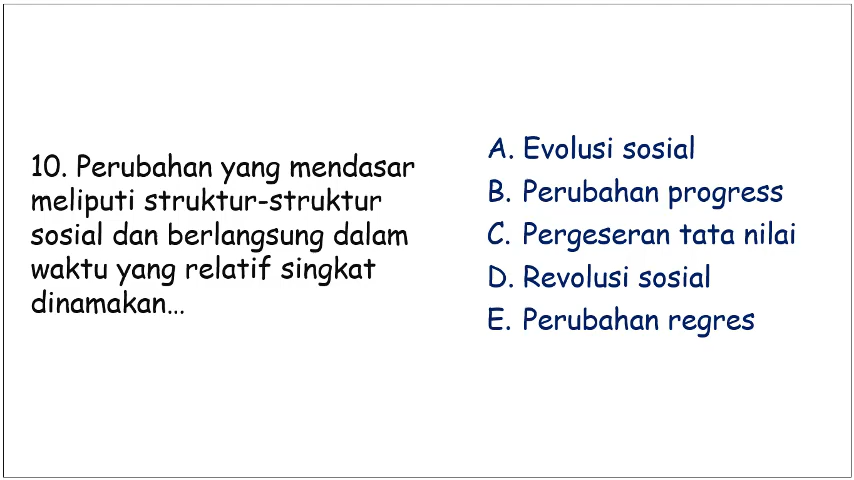 10. Perubahan yang mendasar
meliputi struktur-struktur
sosial dan berlangsung dalam
waktu yang relatif singkat
dinamakan...
A. Evolusi sosial
B. Perubahan progress
C. Pergeseran tata nilai
D. Revolusi sosial
E. Perubahan regres